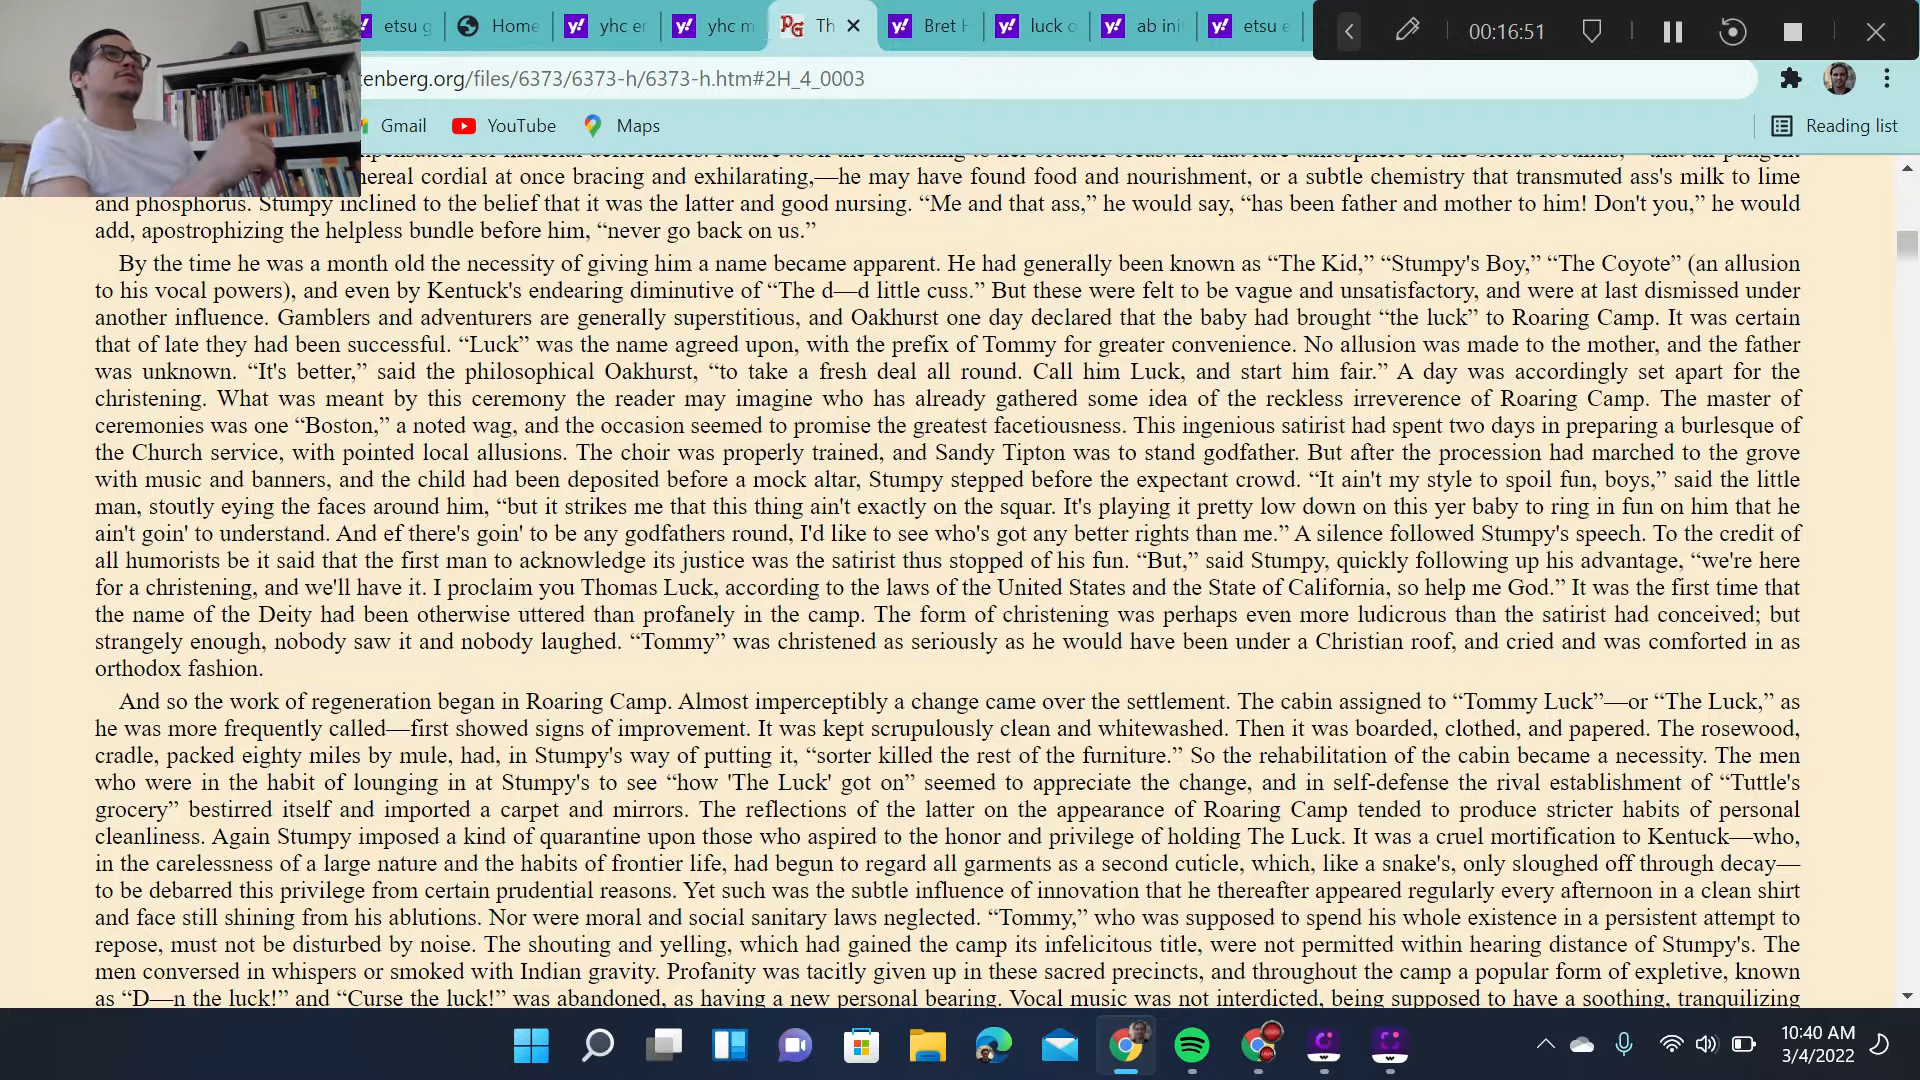 etsu g
Home
yhc er
yhc m
Th
Bret H
luck o
ab ini
etsu e
00:16:51
tenberg.org/files/6373/6373-h/6373-h.htm#2H_4_0003
Gmail
YouTube
Maps
Reading list
hereal cordial at once bracing and exhilarating,—he may have found food and nourishment, or a subtle chemistry that transmuted ass's milk to lime
and phosphorus. Stumpy inclined to the belief that it was the latter and good nursing. “Me and that ass,” he would say, “has been father and mother to him! Don't you,” he would
add, apostrophizing the helpless bundle before him, “never go back on us.”
By the time he was a month old the necessity of giving him a name became apparent. He had generally been known as “The Kid,” “Stumpy's Boy,” “The Coyote” (an allusion
to his vocal powers), and even by Kentuck's endearing diminutive of “The d—d little cuss.” But these were felt to be vague and unsatisfactory, and were at last dismissed under
another influence. Gamblers and adventurers are generally superstitious, and Oakhurst one day declared that the baby had brought “the luck” to Roaring Camp. It was certain
that of late they had been successful. “Luck” was the name agreed upon, with the prefix of Tommy for greater convenience. No allusion was made to the mother, and the father
was unknown. “It's better,” said the philosophical Oakhurst, “to take a fresh deal all round. Call him Luck, and start him fair.” A day was accordingly set apart for the
christening. What was meant by this ceremony the reader may imagine who has already gathered some idea of the reckless irreverence of Roaring Camp. The master of
ceremonies was one “Boston,” a noted wag, and the occasion seemed to promise the greatest facetiousness. This ingenious satirist had spent two days in preparing a burlesque of
the Church service, with pointed local allusions. The choir was properly trained, and Sandy Tipton was to stand godfather. But after the procession had marched to the grove
with music and banners, and the child had been deposited before a mock altar, Stumpy stepped before the expectant crowd. “It ain't my style to spoil fun, boys,” said the little
man, stoutly eying the faces around him, “but it strikes me that this thing ain't exactly on the squar. It's playing it pretty low down on this yer baby to ring in fun on him that he
ain't goin' to understand. And ef there's goin' to be any godfathers round, I'd like to see who's got any better rights than me.” A silence followed Stumpy's speech. To the credit of
all humorists be it said that the first man to acknowledge its justice was the satirist thus stopped of his fun. “But,” said Stumpy, quickly following up his advantage, “we're here
for a christening, and we'll have it. I proclaim you Thomas Luck, according to the laws of the United States and the State of California, so help me God.” It was the first time that
the name of the Deity had been otherwise uttered than profanely in the camp. The form of christening was perhaps even more ludicrous than the satirist had conceived; but
strangely enough, nobody saw it and nobody laughed. “Tommy” was christened as seriously as he would have been under a Christian roof, and cried and was comforted in as
orthodox fashion.
And so the work of regeneration began in Roaring Camp. Almost imperceptibly a change came over the settlement. The cabin assigned to “Tommy Luck”—or “The Luck,” as
he was more frequently called—first showed signs of improvement. It was kept scrupulously clean and whitewashed. Then it was boarded, clothed, and papered. The rosewood,
cradle, packed eighty miles by mule, had, in Stumpy's way of putting it, “sorter killed the rest of the furniture.” So the rehabilitation of the cabin became a necessity. The men
who were in the habit of lounging in at Stumpy's to see “how 'The Luck' got on” seemed to appreciate the change, and in self-defense the rival establishment of “Tuttle's
grocery” bestirred itself and imported a carpet and mirrors. The reflections of the latter on the appearance of Roaring Camp tended to produce stricter habits of personal
cleanliness. Again Stumpy imposed a kind of quarantine upon those who aspired to the honor and privilege of holding The Luck. It was a cruel mortification to Kentuck—who,
in the carelessness of a large nature and the habits of frontier life, had begun to regard all garments as a second cuticle, which, like a snake's, only sloughed off through decay—
to be debarred this privilege from certain prudential reasons. Yet such was the subtle influence of innovation that he thereafter appeared regularly every afternoon in a clean shirt
and face still shining from his ablutions. Nor were moral and social sanitary laws neglected. “Tommy,” who was supposed to spend his whole existence in a persistent attempt to
repose, must not be disturbed by noise. The shouting and yelling, which had gained the camp its infelicitous title, were not permitted within hearing distance of Stumpy's. The
men conversed in whispers or smoked with Indian gravity. Profanity was tacitly given up in these sacred precincts, and throughout the camp a popular form of expletive, known
as “D—n the luck!” and “Curse the luck!” was abandoned, as having a new personal bearing. Vocal music was not interdicted, being supposed to have a soothing, tranquilizing
10:40 AM
3/4/2022